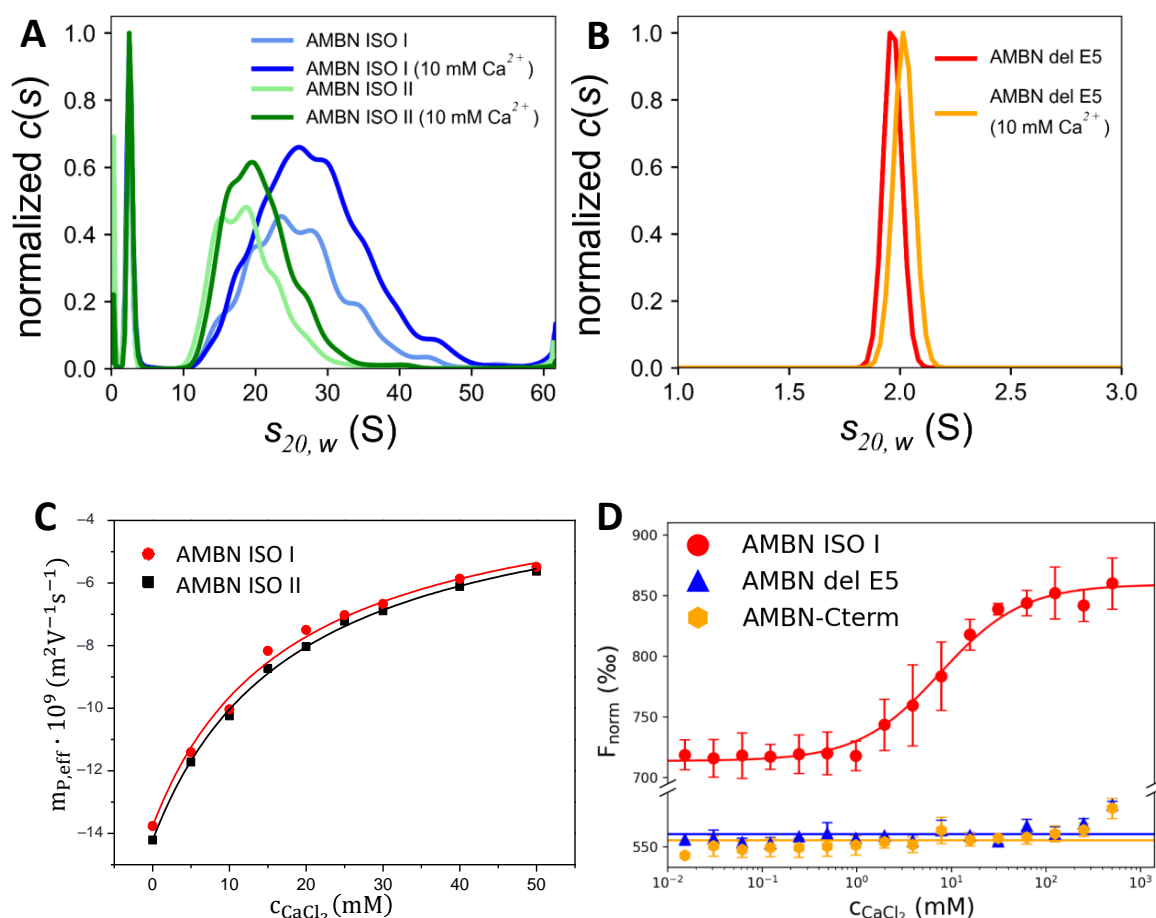 A
normalized c(s)
1.0
0.8
0.6
0.4
0.2
0.0
0
10
20
30
40
50
60
s20, w (S)
AMBN ISO I
AMBN ISO I (10 mM Ca2+)
AMBN ISO II
AMBN ISO II (10 mM Ca2+)
B
normalized c(s)
1.0
0.8
0.6
0.4
0.2
0.0
1.0
1.5
2.0
2.5
3.0
s20, w (S)
AMBN del E5
AMBN del E5
(10 mM Ca2+)
C
mP,eff · 10⁹ (m²V⁻¹s⁻¹)
−4
−6
−8
−10
−12
−14
0
10
20
30
40
50
cCaCl2 (mM)
AMBN ISO I
AMBN ISO II
D
Fnorm (‰)
900
850
800
750
700
550
10⁻²
10⁻¹
10⁰
10¹
10²
10³
cCaCl2 (mM)
AMBN ISO I
AMBN del E5
AMBN-Cterm